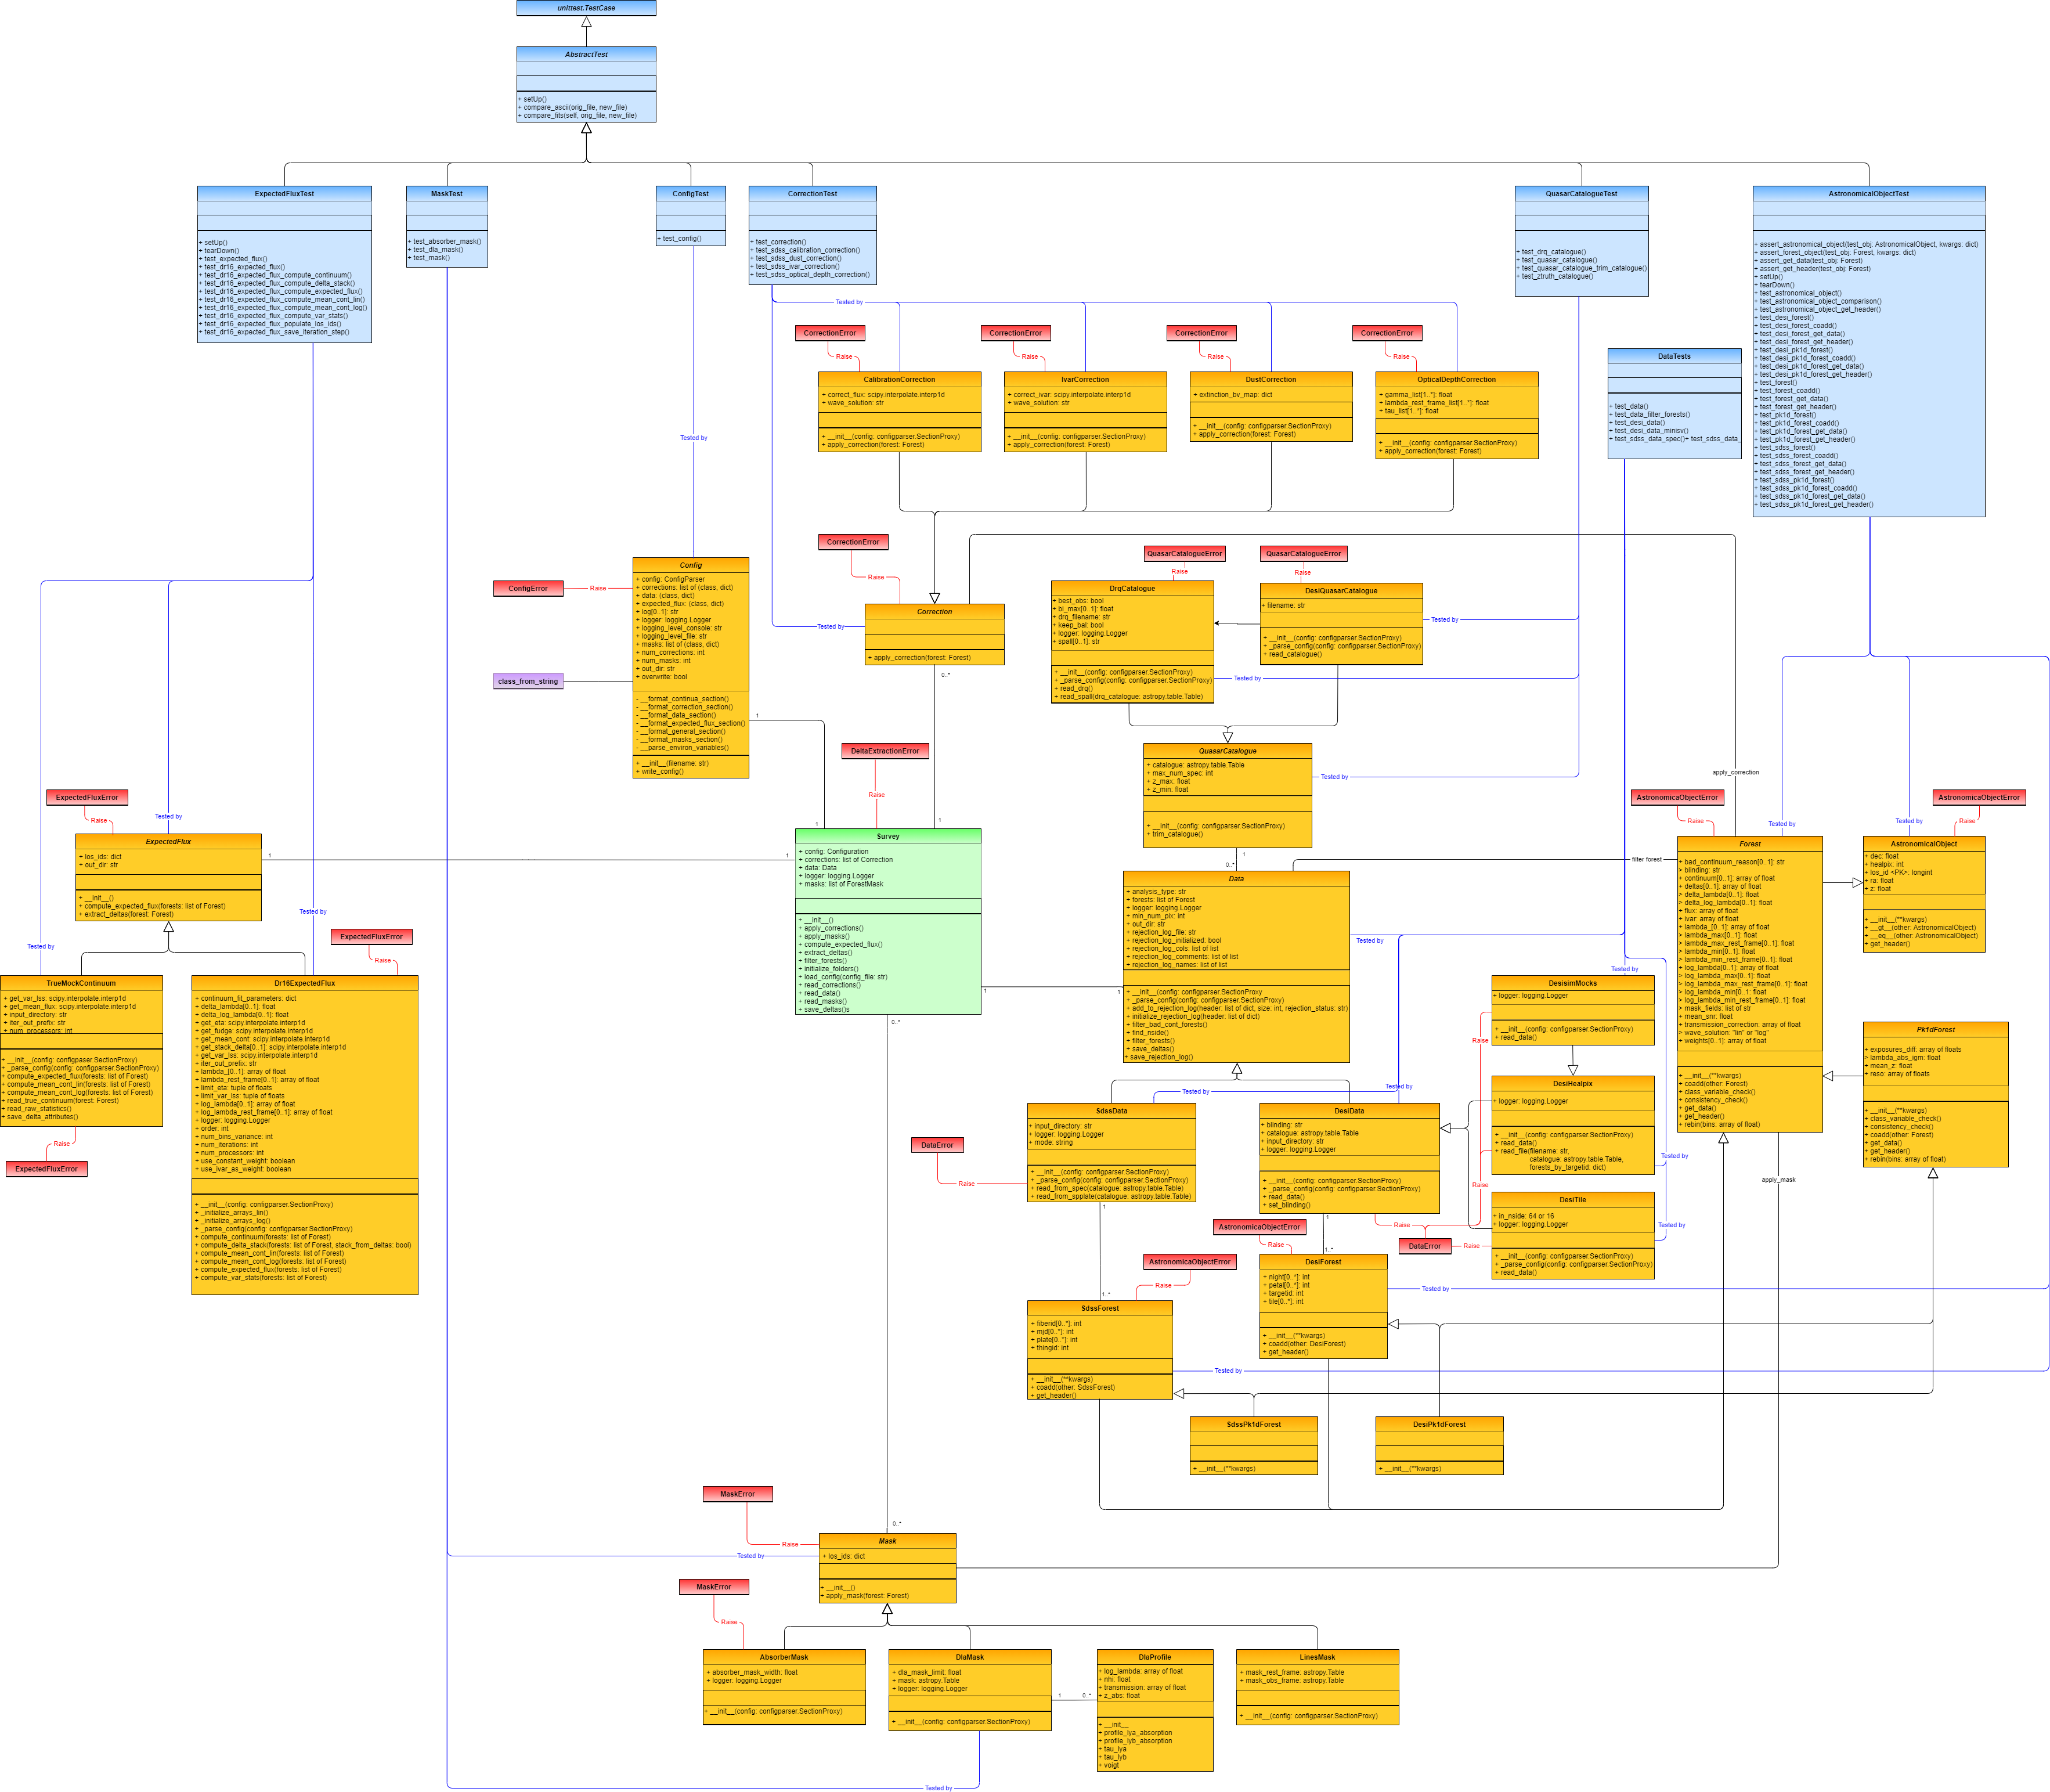 unittest.TestCase
AbstractTest
+ setUp()
+ compare_ascii(orig_file, new_file)
+ compare_fits(self, orig_file, new_file)
ExpectedFluxTest
+ setUp()
+ tearDown()
+ test_expected_flux()
+ test_dr16_expected_flux()
+ test_dr16_expected_flux_compute_continuum()
+ test_dr16_expected_flux_compute_delta_stack()
+ test_dr16_expected_flux_compute_expected_flux()
+ test_dr16_expected_flux_compute_mean_cont_lin()
+ test_dr16_expected_flux_compute_mean_cont_log()
+ test_dr16_expected_flux_compute_var_stats()
+ test_dr16_expected_flux_populate_los_ids()
+ test_dr16_expected_flux_save_iteration_step()
MaskTest
+ test_absorber_mask()
+ test_dla_mask()
+ test_mask()
ConfigTest
+ test_config()
CorrectionTest
+ test_correction()
+ test_sdss_calibration_correction()
+ test_sdss_dust_correction()
+ test_sdss_ivar_correction()
+ test_sdss_optical_depth_correction()
QuasarCatalogueTest
+ test_drq_catalogue()
+ test_quasar_catalogue()
+ test_quasar_catalogue_trim_catalogue()
+ test_ztruth_catalogue()
AstronomicalObjectTest
+ assert_astronomical_object(test_obj: AstronomicalObject, kwargs: dict)
+ assert_forest_object(test_obj: Forest, kwargs: dict)
+ assert_get_data(test_obj: Forest)
+ assert_get_header(test_obj: Forest)
+ setUp()
+ tearDown()
+ test_astronomical_object()
+ test_astronomical_object_comparison()
+ test_astronomical_object_get_header()
+ test_desi_forest()
+ test_desi_forest_coadd()
+ test_desi_forest_get_data()
+ test_desi_forest_get_header()
+ test_desi_pk1d_forest()
+ test_desi_pk1d_forest_coadd()
+ test_desi_pk1d_forest_get_data()
+ test_desi_pk1d_forest_get_header()
+ test_forest()
+ test_forest_coadd()
+ test_forest_get_data()
+ test_forest_get_header()
+ test_pk1d_forest()
+ test_pk1d_forest_coadd()
+ test_pk1d_forest_get_data()
+ test_pk1d_forest_get_header()
+ test_sdss_forest()
+ test_sdss_forest_coadd()
+ test_sdss_forest_get_data()
+ test_sdss_forest_get_header()
+ test_sdss_pk1d_forest()
+ test_sdss_pk1d_forest_coadd()
+ test_sdss_pk1d_forest_get_data()
+ test_sdss_pk1d_forest_get_header()
DataTests
+ test_data()
+ test_data_filter_forests()
+ test_desi_data()
+ test_desi_data_minisv()
+ test_sdss_data_spec()+ test_sdss_data_
Tested by
CorrectionError
Raise
CorrectionError
Raise
CorrectionError
Raise
CorrectionError
Raise
CalibrationCorrection
+ correct_flux: scipy.interpolate.interp1d
+ wave_solution: str
+ __init__(config: configparser.SectionProxy)
+ apply_correction(forest: Forest)
IvarCorrection
+ correct_ivar: scipy.interpolate.interp1d
+ wave_solution: str
+ __init__(config: configparser.SectionProxy)
+ apply_correction(forest: Forest)
DustCorrection
+ extinction_bv_map: dict
+ __init__(config: configparser.SectionProxy)
+ apply_correction(forest: Forest)
OpticalDepthCorrection
+ gamma_list[1..*]: float
+ lambda_rest_frame_list[1..*]: float
+ tau_list[1..*]: float
+ __init__(config: configparser.SectionProxy)
+ apply_correction(forest: Forest)
Tested by
CorrectionError
Raise
Correction
+ apply_correction(forest: Forest)
Tested by
0..*
1
ConfigError
Raise
class_from_string
Config
+ config: ConfigParser
+ corrections: list of (class, dict)
+ data: (class, dict)
+ expected_flux: (class, dict)
+ log[0..1]: str
+ logger: logging.Logger
+ logging_level_console: str
+ logging_level_file: str
+ masks: list of (class, dict)
+ num_corrections: int
+ num_masks: int
+ out_dir: str
+ overwrite: bool
- __format_continua_section()
- __format_correction_section()
- __format_data_section()
- __format_expected_flux_section()
- __format_general_section()
- __format_masks_section()
- __parse_environ_variables()
+ __init__(filename: str)
+ write_config()
1
1
QuasarCatalogueError
Raise
QuasarCatalogueError
Raise
DrqCatalogue
+ best_obs: bool
+ bi_max[0..1]: float
+ drq_filename: str
+ keep_bal: bool
+ logger: logging.Logger
+ spall[0..1]: str
+ __init__(config: configparser.SectionProxy)
+ _parse_config(config: configparser.SectionProxy)
+ read_drq()
+ read_spall(drq_catalogue: astropy.table.Table)
DesiQuasarCatalogue
+ filename: str
+ __init__(config: configparser.SectionProxy)
+ _parse_config(config: configparser.SectionProxy)
+ read_catalogue()
Tested by
Tested by
QuasarCatalogue
+ catalogue: astropy.table.Table
+ max_num_spec: int
+ z_max: float
+ z_min: float
+ __init__(config: configparser.SectionProxy)
+ trim_catalogue()
Tested by
1
0..*
DeltaExtractionError
Raise
Survey
+ config: Configuration
+ corrections: list of Correction
+ data: Data
+ logger: logging.Logger
+ masks: list of ForestMask
+ __init__()
+ apply_corrections()
+ apply_masks()
+ compute_expected_flux()
+ extract_deltas()
+ filter_forests()
+ initialize_folders()
+ load_config(config_file: str)
+ read_corrections()
+ read_data()
+ read_masks()
+ save_deltas()s
1
1
0..*
0..*
ExpectedFluxError
Raise
Tested by
ExpectedFlux
+ los_ids: dict
+ out_dir: str
+ __init__()
+ compute_expected_flux(forests: list of Forest)
+ extract_deltas(forest: Forest)
1
1
Tested by
Tested by
ExpectedFluxError
Raise
TrueMockContinuum
+ get_var_lss: scipy.interpolate.interp1d
+ get_mean_flux: scipy.interpolate.interp1d
+ input_directory: str
+ iter_out_prefix: str
+ num_processors: int
+ __init__(config: configpaser.SectionProxy)
+ _parse_config(config: configparser.SectionProxy)
+ compute_expected_flux(forests: list of Forest)
+ compute_mean_cont_lin(forests: list of Forest)
+ compute_mean_cont_log(forests: list of Forest)
+ read_true_continuum(forest: Forest)
+ read_raw_statistics()
+ save_delta_attributes()
Raise
ExpectedFluxError
Dr16ExpectedFlux
+ continuum_fit_parameters: dict
+ delta_lambda[0..1]: float
+ delta_log_lambda[0..1]: float
+ get_eta: scipy.interpolate.interp1d
+ get_fudge: scipy.interpolate.interp1d
+ get_mean_cont: scipy.interpolate.interp1d
+ get_stack_delta[0..1]: scipy.interpolate.interp1d
+ get_var_lss: scipy.interpolate.interp1d
+ iter_out_prefix: str
+ lambda_[0..1]: array of float
+ lambda_rest_frame[0..1]: array of float
+ limit_eta: tuple of floats
+ limit_var_lss: tuple of floats
+ log_lambda[0..1]: array of float
+ log_lambda_rest_frame[0..1]: array of float
+ logger: logging.Logger
+ order: int
+ num_bins_variance: int
+ num_iterations: int
+ num_processors: int
+ use_constant_weight: boolean
+ use_ivar_as_weight: boolean
+ __init__(config: configparser.SectionProxy)
+ _initialize_arrays_lin()
+ _initialize_arrays_log()
+ _parse_config(config: configparser.SectionProxy)
+ compute_continuum(forests: list of Forest)
+ compute_delta_stack(forests: list of Forest, stack_from_deltas: bool)
+ compute_mean_cont_lin(forests: list of Forest)
+ compute_mean_cont_log(forests: list of Forest)
+ compute_expected_flux(forests: list of Forest)
+ compute_var_stats(forests: list of Forest)
Data
+ analysis_type: str
+ forests: list of Forest
+ logger: logging.Logger
+ min_num_pix: int
+ out_dir: str
+ rejection_log_file: str
+ rejection_log_initialized: bool
+ rejection_log_cols: list of list
+ rejection_log_comments: list of list
+ rejection_log_names: list of list
+ __init__(config: configparser.SectionProxy
+ _parse_config(config: configparser.SectionProxy)
+ add_to_rejection_log(header: list of dict, size: int, rejection_status: str)
+ initialize_rejection_log(header: list of dict)
+ filter_bad_cont_forests()
+ find_nside()
+ filter_forests()
+ save_deltas()
+ save_rejection_log()
filter forest
apply_correction
Tested by
Tested by
Tested by
SdssData
+ input_directory: str
+ logger: logging.Logger
+ mode: string
+ __init__(config: configparser.SectionProxy)
+ _parse_config(config: configparser.SectionProxy)
+ read_from_spec(catalogue: astropy.table.Table)
+ read_from_spplate(catalogue: astropy.table.Table)
DataError
Raise
1
1..*
DesiData
+ blinding: str
+ catalogue: astropy.table.Table
+ input_directory: str
+ logger: logging.Logger
+ __init__(config: configparser.SectionProxy)
+ _parse_config(config: configparser.SectionProxy)
+ read_data()
+ set_blinding()
1
1..*
Tested by
DesisimMocks
+ logger: logging.Logger
+ __init__(config: configparser.SectionProxy)
+ read_data()
Raise
DesiHealpix
+ logger: logging.Logger
+ __init__(config: configparser.SectionProxy)
+ read_data()
+ read_file(filename: str,
catalogue: astropy.table.Table,
forests_by_targetid: dict)
Tested by
Raise
DesiTile
+ in_nside: 64 or 16
+ logger: logging.Logger
+ __init__(config: configparser.SectionProxy)
+ _parse_config(config: configparser.SectionProxy)
+ read_data()
Tested by
Raise
DataError
Raise
AstronomicaObjectError
Raise
AstronomicaObjectError
Raise
Tested by
Tested by
Forest
+ bad_continuum_reason[0..1]: str
> blinding: str
+ continuum[0..1]: array of float
+ deltas[0..1]: array of float
> delta_lambda[0..1]: float
> delta_log_lambda[0..1]: float
+ flux: array of float
+ ivar: array of float
+ lambda_[0..1]: array of float
> lambda_max[0..1]: float
> lambda_max_rest_frame[0..1]: float
> lambda_min[0..1]: float
> lambda_min_rest_frame[0..1]: float
+ log_lambda[0..1]: array of float
> log_lambda_max[0..1]: float
> log_lambda_max_rest_frame[0..1]: float
> log_lambda_min[0..1: float
> log_lambda_min_rest_frame[0..1]: float
> mask_fields: list of str
+ mean_snr: float
+ transmission_correction: array of float
> wave_solution: "lin" or "log"
+ weights[0..1]: array of float
+ __init__(**kwargs)
+ coadd(other: Forest)
+ class_variable_check()
+ consistency_check()
+ get_data()
+ get_header()
+ rebin(bins: array of float)
AstronomicalObject
+ dec: float
+ healpix: int
+ los_id <PK>: longint
+ ra: float
+ z: float
+ __init__(**kwargs)
+ __gt__(other: AstronomicalObject)
+ __eq__(other: AstronomicalObject)
+ get_header()
Pk1dForest
+ exposures_diff: array of floats
> lambda_abs_igm: float
+ mean_z: float
+ reso: array of floats
+ __init__(**kwargs)
+ class_variable_check()
+ consistency_check()
+ coadd(other: Forest)
+ get_data()
+ get_header()
+ rebin(bins: array of float)
apply_mask
AstronomicaObjectError
Raise
DesiForest
+ night[0..*]: int
+ petal[0..*]: int
+ targetid: int
+ tile[0..*]: int
+ __init__(**kwargs)
+ coadd(other: DesiForest)
+ get_header()
Tested by
AstronomicaObjectError
Raise
SdssForest
+ fiberid[0..*]: int
+ mjd[0..*]: int
+ plate[0..*]: int
+ thingid: int
+ __init__(**kwargs)
+ coadd(other: SdssForest)
+ get_header()
Tested by
SdssPk1dForest
+ __init__(**kwargs)
DesiPk1dForest
+ __init__(**kwargs)
MaskError
Raise
Tested by
Mask
+ los_ids: dict
+ __init__()
+ apply_mask(forest: Forest)
MaskError
Raise
AbsorberMask
+ absorber_mask_width: float
+ logger: logging.Logger
+ __init__(config: configparser.SectionProxy)
DlaMask
+ dla_mask_limit: float
+ mask: astropy.Table
+ logger: logging.Logger
+ __init__(config: configparser.SectionProxy)
1
0..*
DlaProfile
+ log_lambda: array of float
+ nhi: float
+ transmission: array of float
+ z_abs: float
+ __init__
+ profile_lya_absorption
+ profile_lyb_absorption
+ tau_lya
+ tau_lyb
+ voigt
LinesMask
+ mask_rest_frame: astropy.Table
+ mask_obs_frame: astropy.Table
+ __init__(config: configparser.SectionProxy)
Tested by